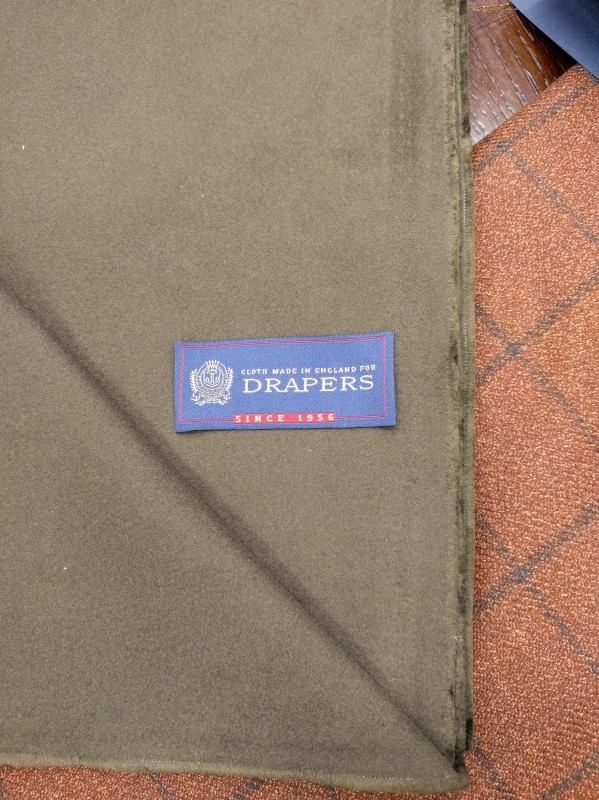 CLOTH MADE IN ENGLAND FOR
DRAPERS
SINCE 1956